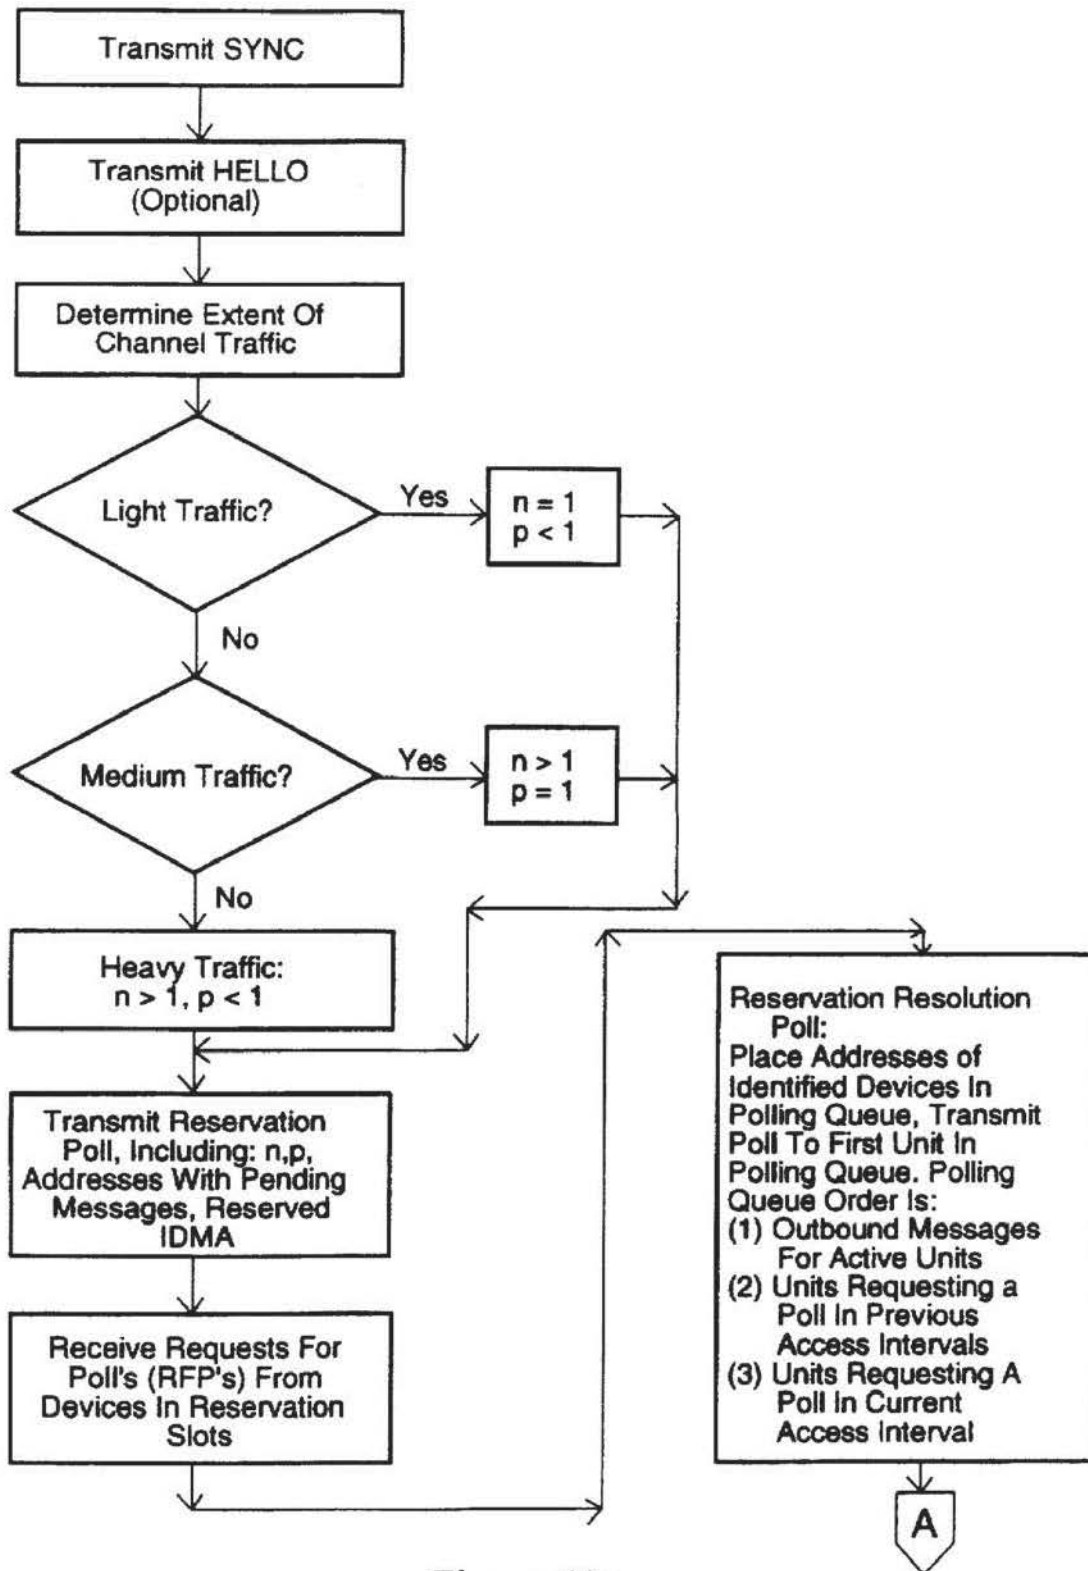 Transmit SYNC
Transmit HELLO
(Optional)
Determine Extent Of
Channel Traffic
Light Traffic?
Yes
n = 1
p < 1
No
Medium Traffic?
Yes
n > 1
p = 1
No
Heavy Traffic:
n > 1, p < 1
Transmit Reservation
Poll, Including: n,p,
Addresses With Pending
Messages, Reserved
IDMA
Receive Requests For
Poll's (RFP's) From
Devices In Reservation
Slots
Reservation Resolution
Poll:
Place Addresses of
Identified Devices In
Polling Queue, Transmit
Poll To First Unit In
Polling Queue. Polling
Queue Order Is:
(1) Outbound Messages
For Active Units
(2) Units Requesting a
Poll In Previous
Access Intervals
(3) Units Requesting A
Poll In Current
Access Interval
A